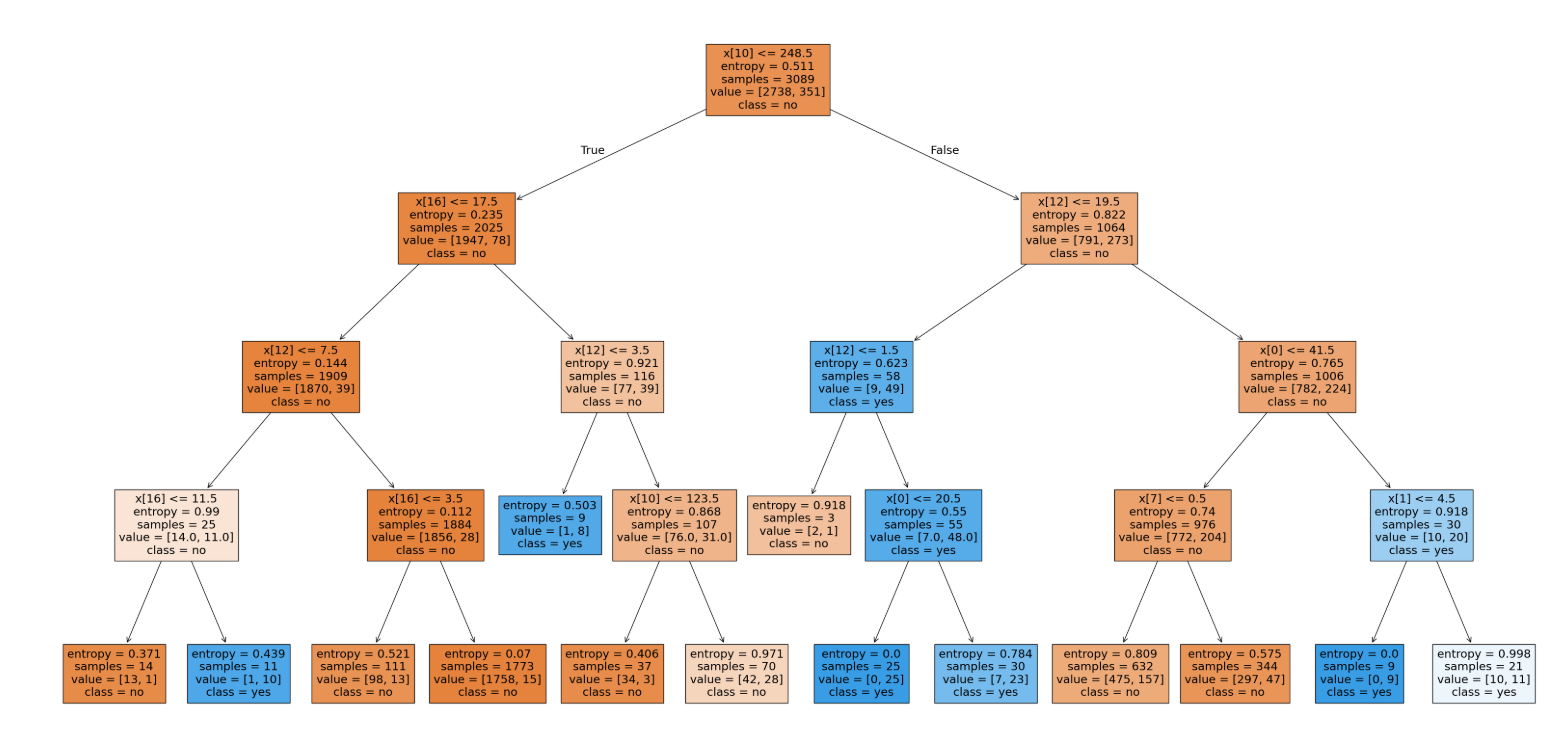 x[10] <= 248.5
entropy = 0.511
samples = 3089
value = [2738, 351]
class = no
True
False
x[16] <= 17.5
entropy = 0.235
samples = 2025
value = [1947, 78]
class = no
x[12] <= 19.5
entropy = 0.822
samples = 1064
value = [791, 273]
class = no
x[12] <= 7.5
entropy = 0.144
samples = 1909
value = [1870, 39]
class = no
x[12] <= 3.5
entropy = 0.921
samples = 116
value = [77, 39]
class = no
x[12] <= 1.5
entropy = 0.623
samples = 58
value = [9, 49]
class = yes
x[0] <= 41.5
entropy = 0.765
samples = 1006
value = [782, 224]
class = no
x[16] <= 11.5
entropy = 0.99
samples = 25
value = [14.0, 11.0]
class = no
x[16] <= 3.5
entropy = 0.112
samples = 1884
value = [1856, 28]
class = no
entropy = 0.503
samples = 9
value = [1, 8]
class = yes
x[10] <= 123.5
entropy = 0.868
samples = 107
value = [76.0, 31.0]
class = no
entropy = 0.918
samples = 3
value = [2, 1]
class = no
x[0] <= 20.5
entropy = 0.55
samples = 55
value = [7.0, 48.0]
class = yes
x[7] <= 0.5
entropy = 0.74
samples = 976
value = [772, 204]
class = no
x[1] <= 4.5
entropy = 0.918
samples = 30
value = [10, 20]
class = yes
entropy = 0.371
samples = 14
value = [13, 1]
class = no
entropy = 0.439
samples = 11
value = [1, 10]
class = yes
entropy = 0.521
samples = 111
value = [98, 13]
class = no
entropy = 0.07
samples = 1773
value = [1758, 15]
class = no
entropy = 0.406
samples = 37
value = [34, 3]
class = no
entropy = 0.971
samples = 70
value = [42, 28]
class = no
entropy = 0.0
samples = 25
value = [0, 25]
class = yes
entropy = 0.784
samples = 30
value = [7, 23]
class = yes
entropy = 0.809
samples = 632
value = [475, 157]
class = no
entropy = 0.575
samples = 344
value = [297, 47]
class = no
entropy = 0.0
samples = 9
value = [0, 9]
class = yes
entropy = 0.998
samples = 21
value = [10, 11]
class = yes